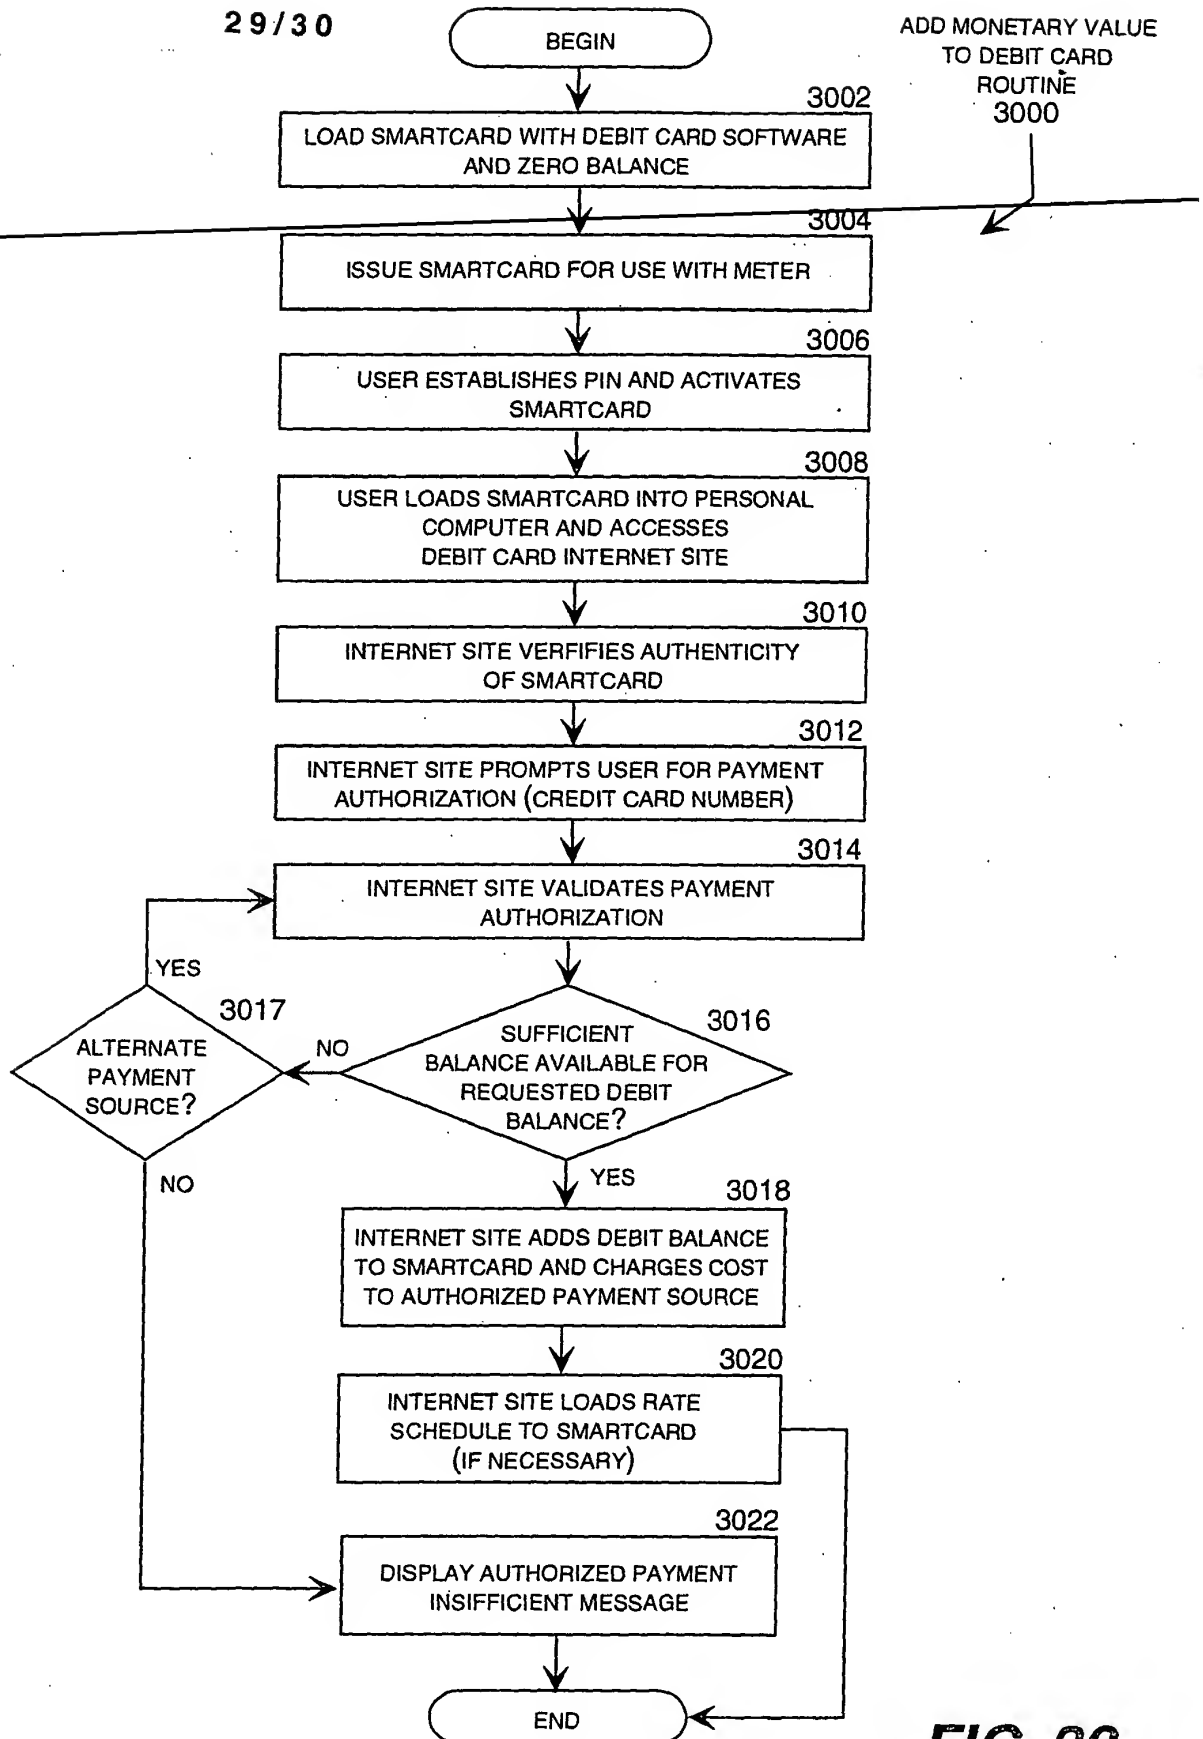 29/30
BEGIN
ADD MONETARY VALUE
TO DEBIT CARD
ROUTINE
3000
3002
LOAD SMARTCARD WITH DEBIT CARD SOFTWARE
AND ZERO BALANCE
3004
ISSUE SMARTCARD FOR USE WITH METER
3006
USER ESTABLISHES PIN AND ACTIVATES
SMARTCARD
3008
USER LOADS SMARTCARD INTO PERSONAL
COMPUTER AND ACCESSES
DEBIT CARD INTERNET SITE
3010
INTERNET SITE VERFIFIES AUTHENTICITY
OF SMARTCARD
3012
INTERNET SITE PROMPTS USER FOR PAYMENT
AUTHORIZATION (CREDIT CARD NUMBER)
3014
INTERNET SITE VALIDATES PAYMENT
AUTHORIZATION
YES
3017
ALTERNATE
PAYMENT
SOURCE?
NO
3016
SUFFICIENT
BALANCE AVAILABLE FOR
REQUESTED DEBIT
BALANCE?
NO
YES
3018
INTERNET SITE ADDS DEBIT BALANCE
TO SMARTCARD AND CHARGES COST
TO AUTHORIZED PAYMENT SOURCE
3020
INTERNET SITE LOADS RATE
SCHEDULE TO SMARTCARD
(IF NECESSARY)
3022
DISPLAY AUTHORIZED PAYMENT
INSIFFICIENT MESSAGE
END
FIG.